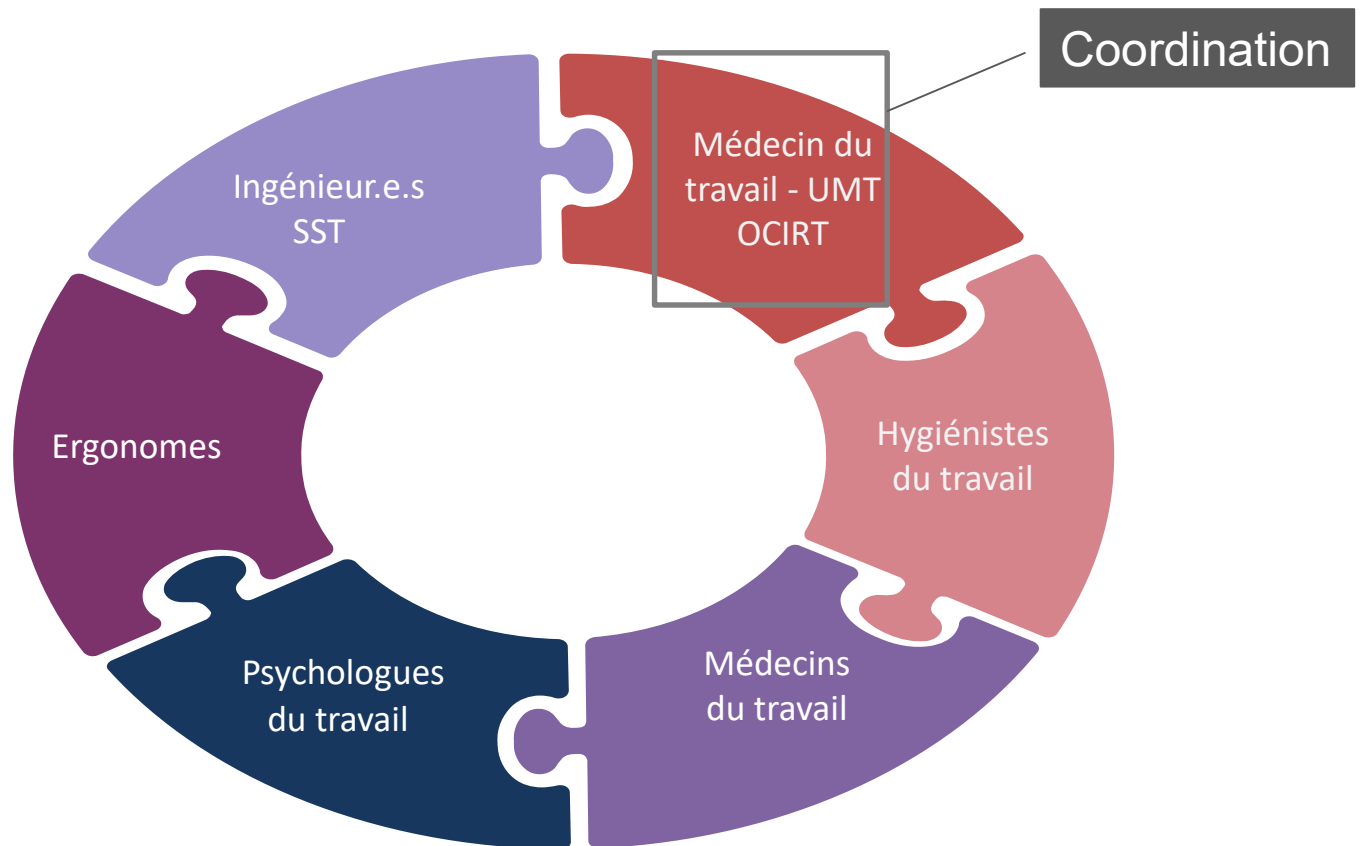 Coordination
Médecin du
travail - UMT
OCIRT
Ingénieur.e.s
SST
Hygiénistes
du travail
Ergonomes
Médecins
du travail
Psychologues
du travail